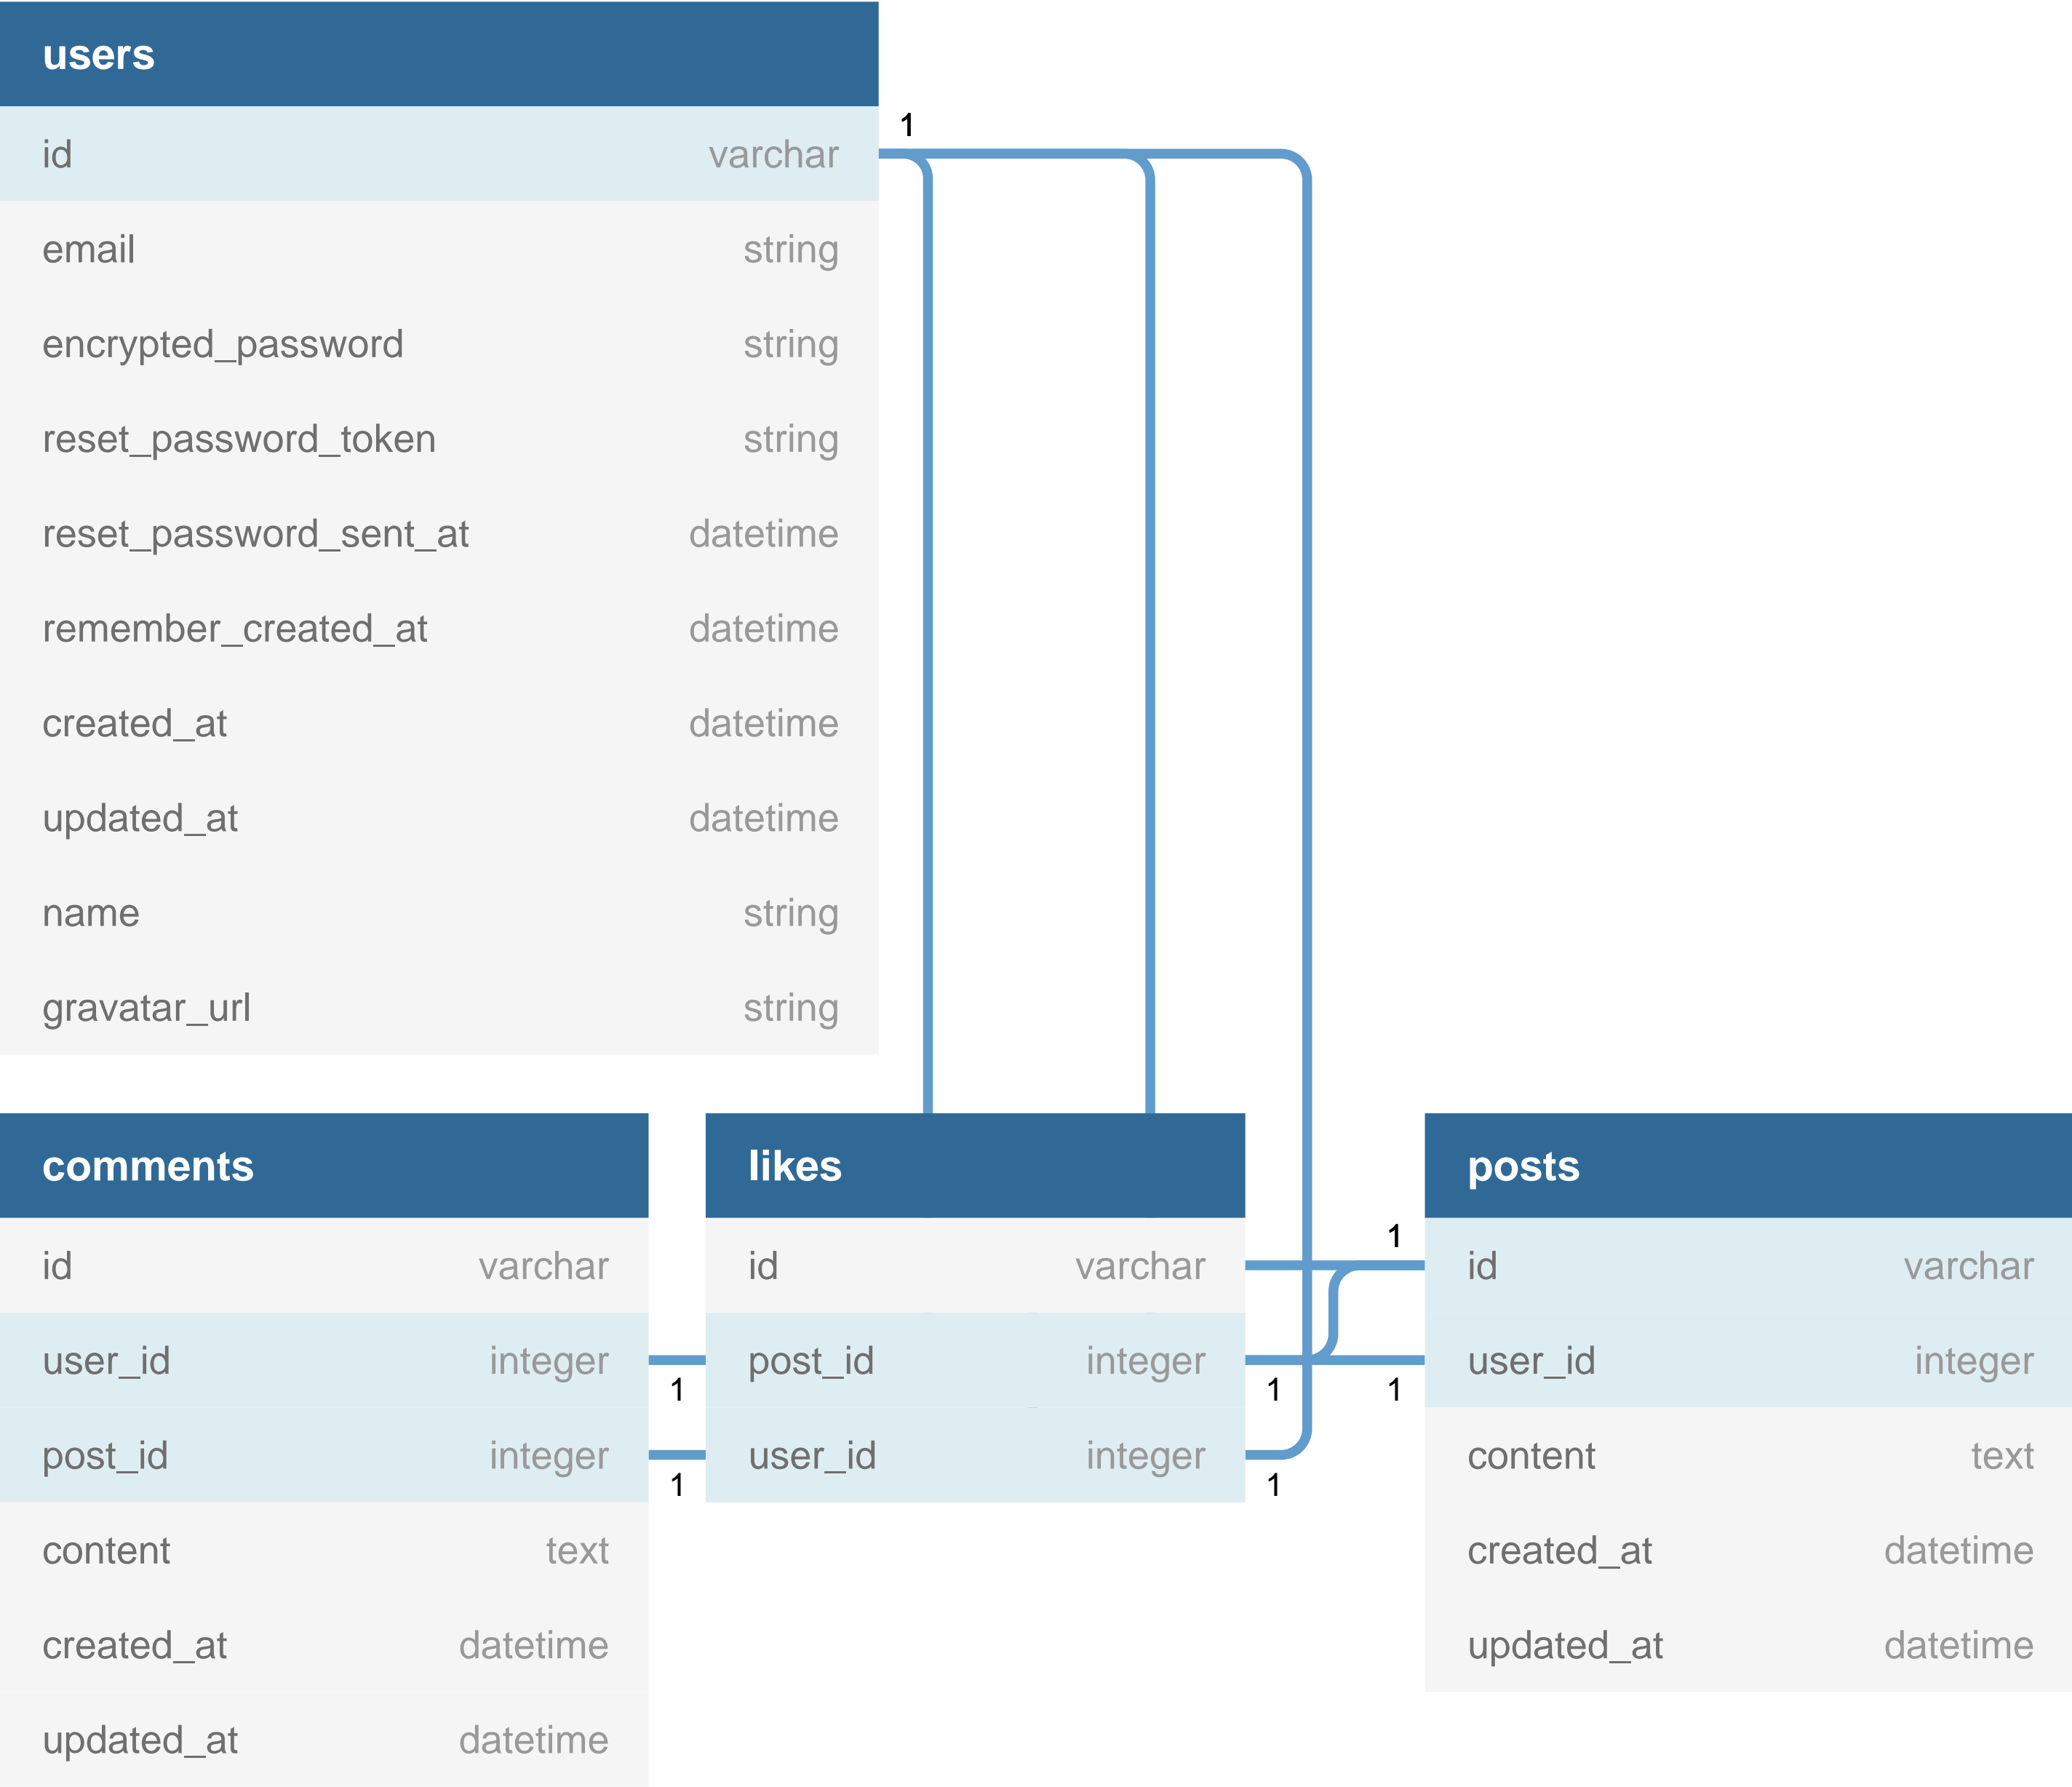 users
1
id varchar
email string
encrypted_password string
reset_password_token string
reset_password_sent_at datetime
remember_created_at datetime
created_at datetime
updated_at datetime
name string
gravatar_url string
comments
id varchar
user_id integer
1
post_id integer
1
content text
created_at datetime
updated_at datetime
likes
id varchar
post_id integer
1
user_id integer
1
posts
1
id varchar
user_id integer
1
content text
created_at datetime
updated_at datetime